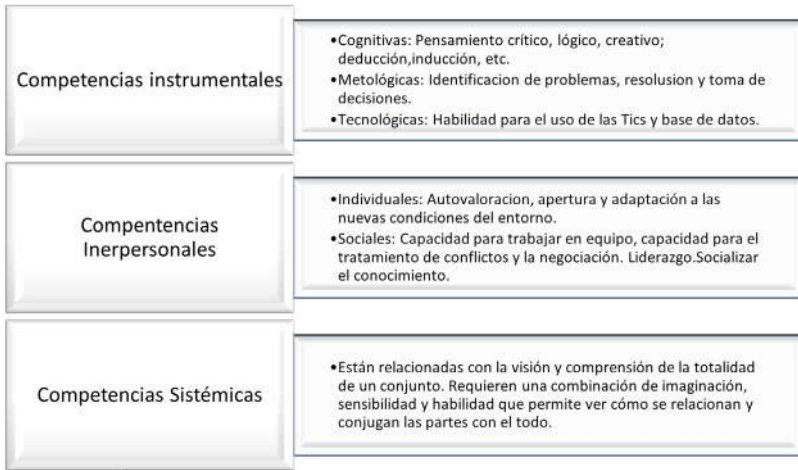 Competencias instrumentales
•Cognitivas: Pensamiento crítico, lógico, creativo;
deducción,inducción, etc.
•Metológicas: Identificacion de problemas, resolusion y toma de
decisiones.
•Tecnológicas: Habilidad para el uso de las Tics y base de datos.
Compentencias
Inerpersonales
•Individuales: Autovaloracion, apertura y adaptación a las
nuevas condiciones del entorno.
•Sociales: Capacidad para trabajar en equipo, capacidad para el
tratamiento de conflictos y la negociación. Liderazgo.Socializar
el conocimiento.
Competencias Sistémicas
•Están relacionadas con la visión y comprensión de la totalidad
de un conjunto. Requieren una combinación de imaginación,
sensibilidad y habilidad que permite ver cómo se relacionan y
conjugan las partes con el todo.